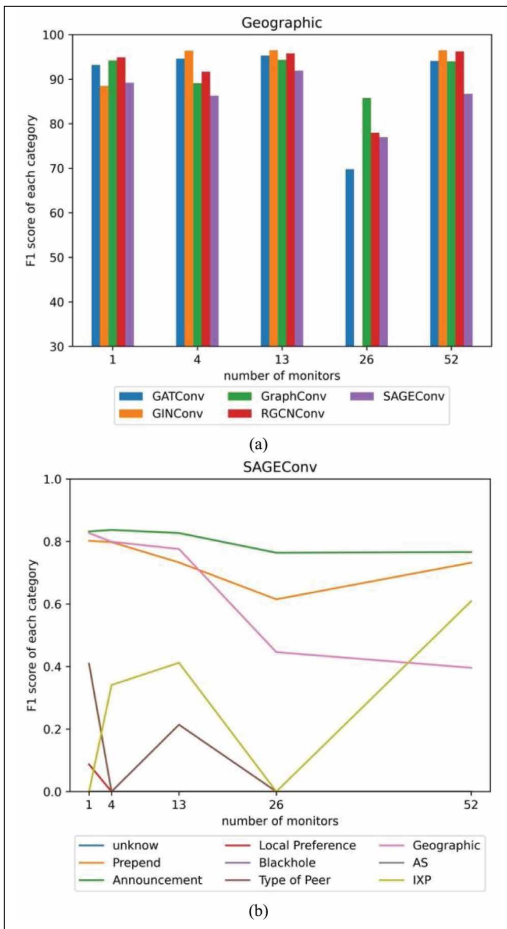 Geographic
100
90
80
70
60
50
40
30
F1 score of each category
1 4 13 26 52
number of monitors
GATConv GraphConv SAGEConv
GINConv RGCNConv
(a)
SAGEConv
1.0
0.8
0.6
0.4
0.2
0.0
F1 score of each category
1 4 13 26 52
number of monitors
unknow Local Preference Geographic
Prepend Blackhole AS
Announcement Type of Peer IXP
(b)